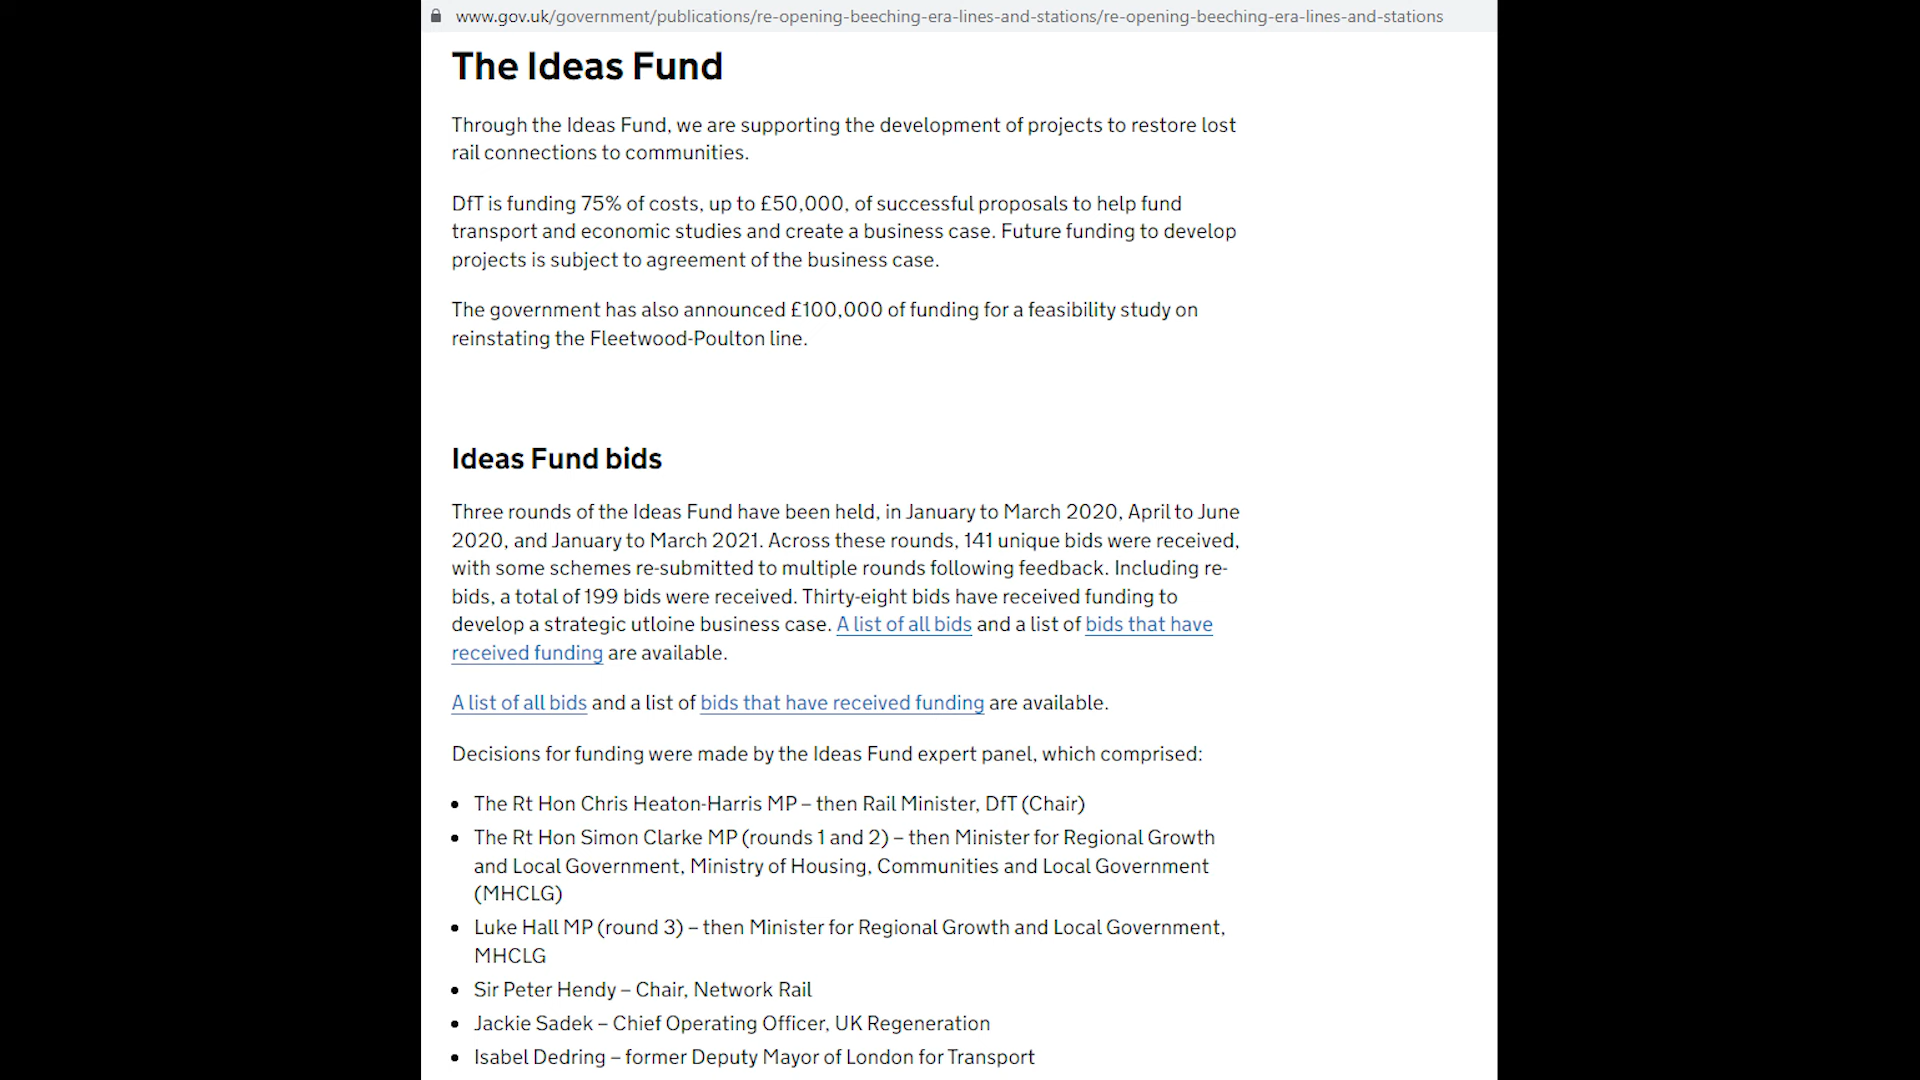 www.gov.uk/government/publications/re-opening-beeching-era-lines-and-stations/re-opening-beeching-era-lines-and-stations
The Ideas Fund
Through the Ideas Fund, we are supporting the development of projects to restore lost
rail connections to communities.
DfT is funding 75% of costs, up to £50,000, of successful proposals to help fund
transport and economic studies and create a business case. Future funding to develop
projects is subject to agreement of the business case.
The government has also announced £100,000 of funding for a feasibility study on
reinstating the Fleetwood-Poulton line.
Ideas Fund bids
Three rounds of the Ideas Fund have been held, in January to March 2020, April to June
2020, and January to March 2021. Across these rounds, 141 unique bids were received,
with some schemes re-submitted to multiple rounds following feedback. Including re-
bids, a total of 199 bids were received. Thirty-eight bids have received funding to
develop a strategic utloine business case. A list of all bids and a list of bids that have
received funding are available.
A list of all bids and a list of bids that have received funding are available.
Decisions for funding were made by the Ideas Fund expert panel, which comprised:
• The Rt Hon Chris Heaton-Harris MP – then Rail Minister, DfT (Chair)
• The Rt Hon Simon Clarke MP (rounds 1 and 2) – then Minister for Regional Growth
and Local Government, Ministry of Housing, Communities and Local Government
(MHCLG)
• Luke Hall MP (round 3) – then Minister for Regional Growth and Local Government,
MHCLG
• Sir Peter Hendy – Chair, Network Rail
• Jackie Sadek – Chief Operating Officer, UK Regeneration
• Isabel Dedring – former Deputy Mayor of London for Transport